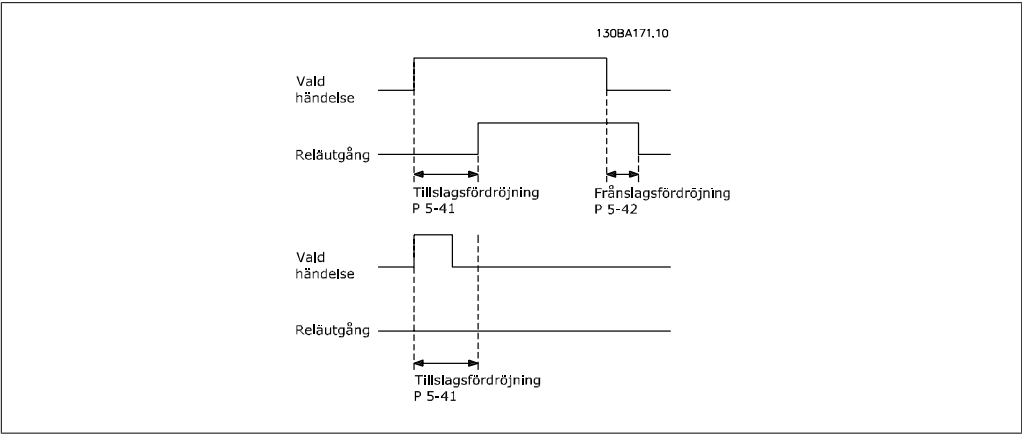 130BA171.10
Vald
händelse
Reläutgång
Tillslagsfördröjning
P 5-41
Frånslagsfördröjning
P 5-42
Vald
händelse
Reläutgång
Tillslagsfördröjning
P 5-41